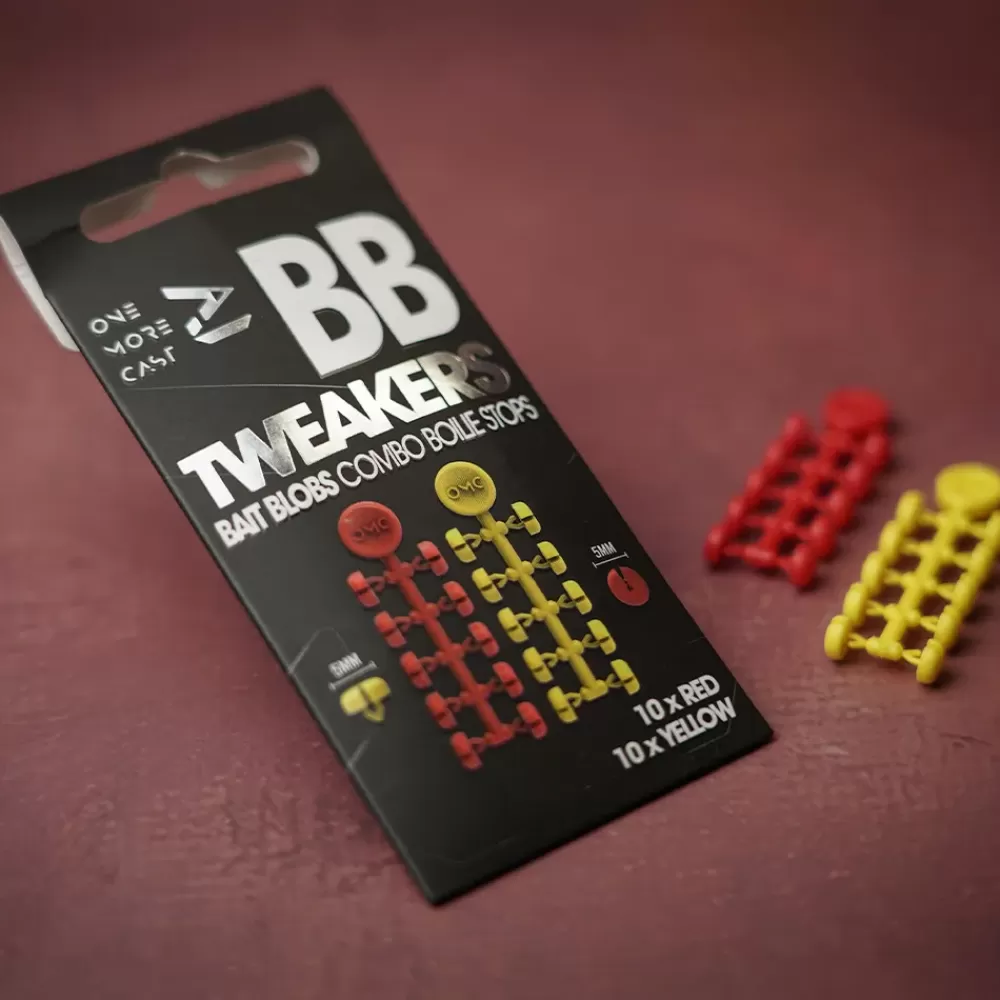 ONE
MORE
CAST
BB
TWEAKERS
BAIT BLOBS COMBO BOILIE STOPS
OMC
OMC
5MM
5MM
10 x RED
10 x YELLOW